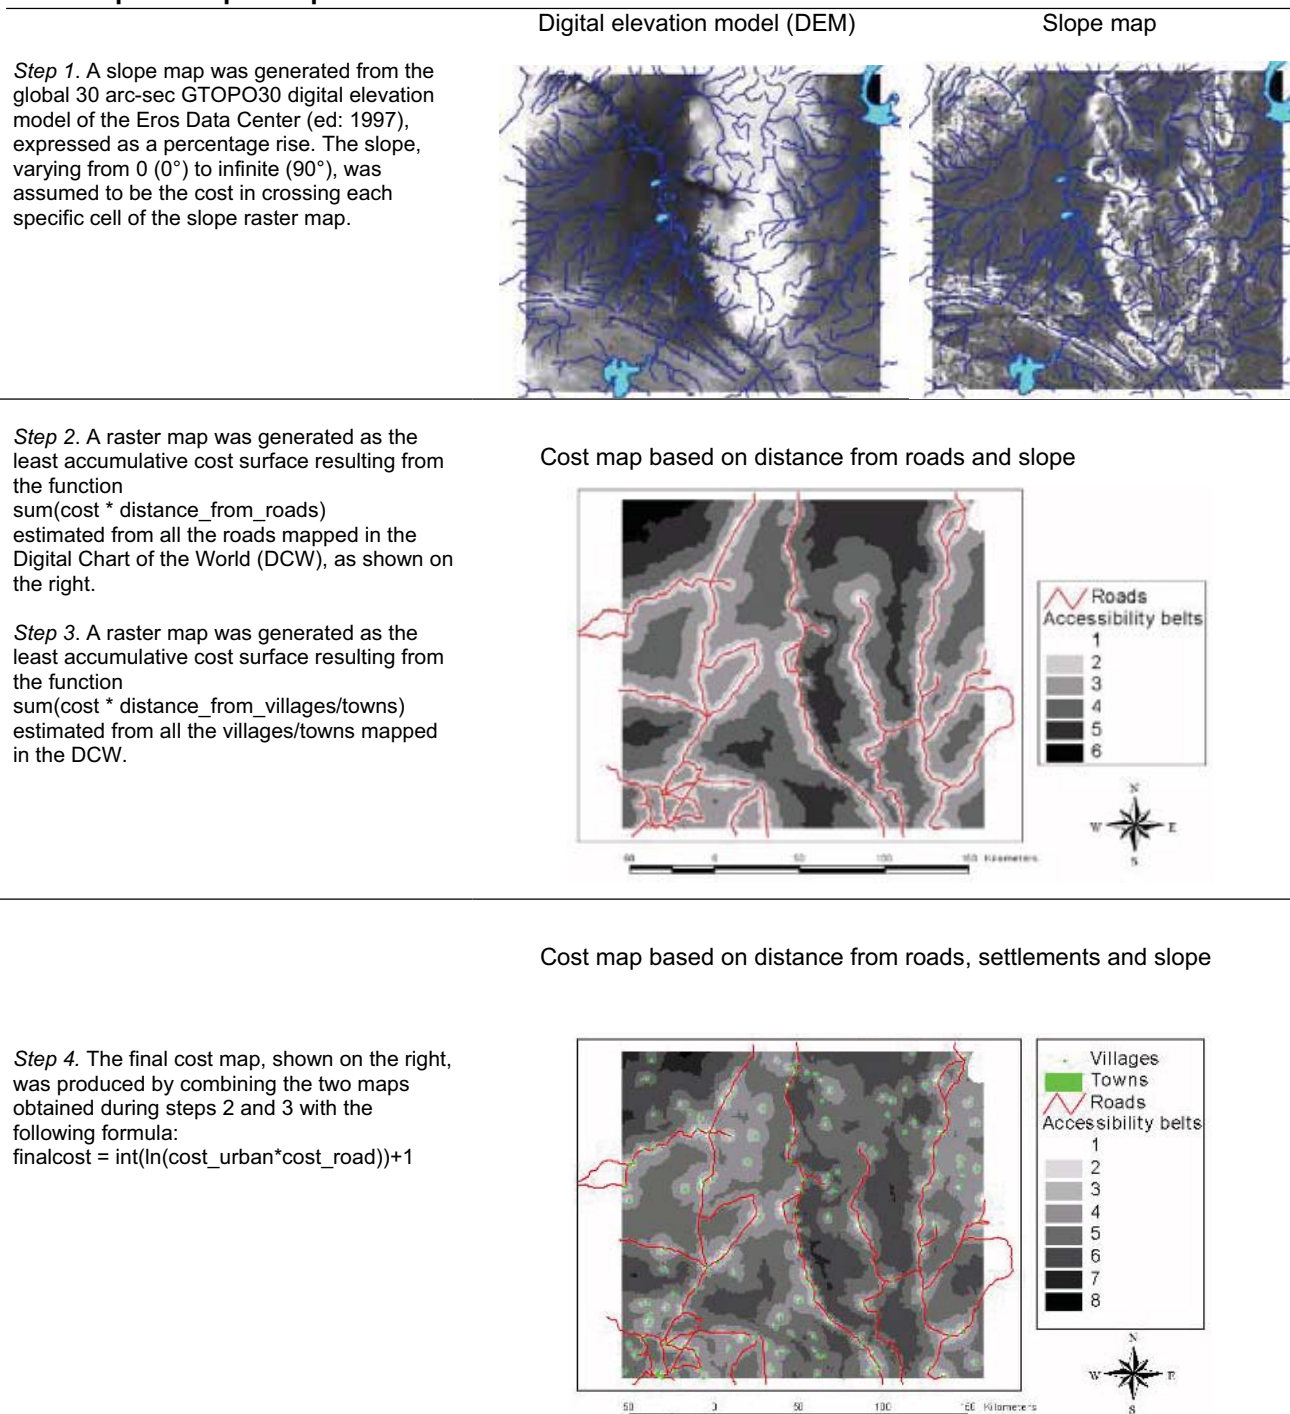 Digital elevation model (DEM)
Slope map
Step 1. A slope map was generated from the
global 30 arc-sec GTOPO30 digital elevation
model of the Eros Data Center (ed: 1997),
expressed as a percentage rise. The slope,
varying from 0 (0°) to infinite (90°), was
assumed to be the cost in crossing each
specific cell of the slope raster map.
Step 2. A raster map was generated as the
least accumulative cost surface resulting from
the function
sum(cost * distance_from_roads)
estimated from all the roads mapped in the
Digital Chart of the World (DCW), as shown on
the right.
Step 3. A raster map was generated as the
least accumulative cost surface resulting from
the function
sum(cost * distance_from_villages/towns)
estimated from all the villages/towns mapped
in the DCW.
Cost map based on distance from roads and slope
Roads
Accessibility belts
1
2
3
4
5
6
N
W E
S
0 50 100 150 Kilometers
Cost map based on distance from roads, settlements and slope
Step 4. The final cost map, shown on the right,
was produced by combining the two maps
obtained during steps 2 and 3 with the
following formula:
finalcost = int(ln(cost_urban*cost_road))+1
Villages
Towns
Roads
Accessibility belts
1
2
3
4
5
6
7
8
N
W E
S
50 0 50 100 150 Kilometers